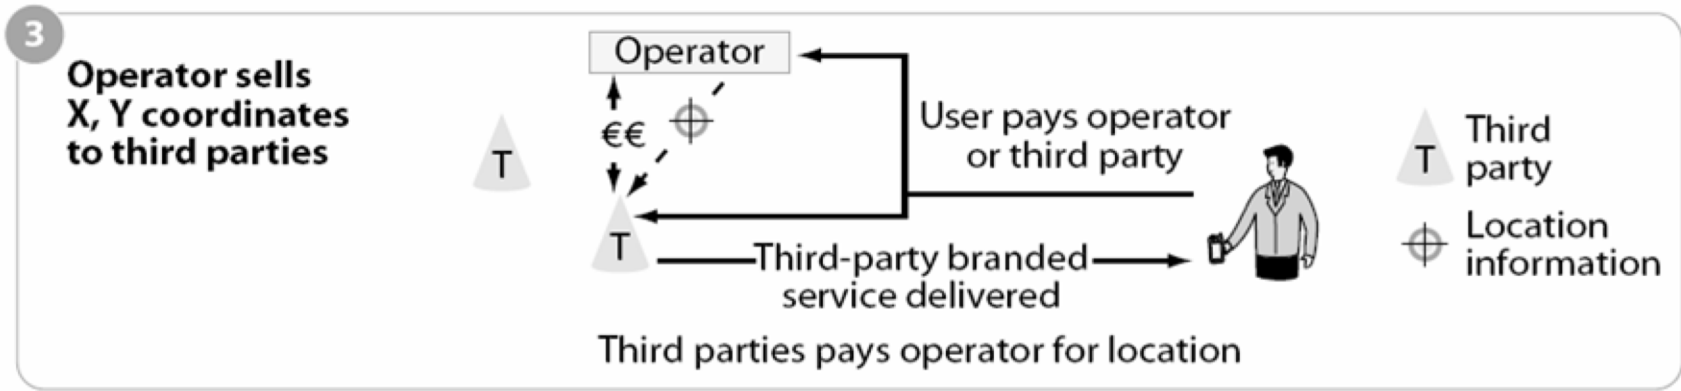 3
Operator sells
X, Y coordinates
to third parties
T
Operator
€€
T
User pays operator
or third party
Third-party branded
service delivered
Third parties pays operator for location
T
Third
party
Location
information